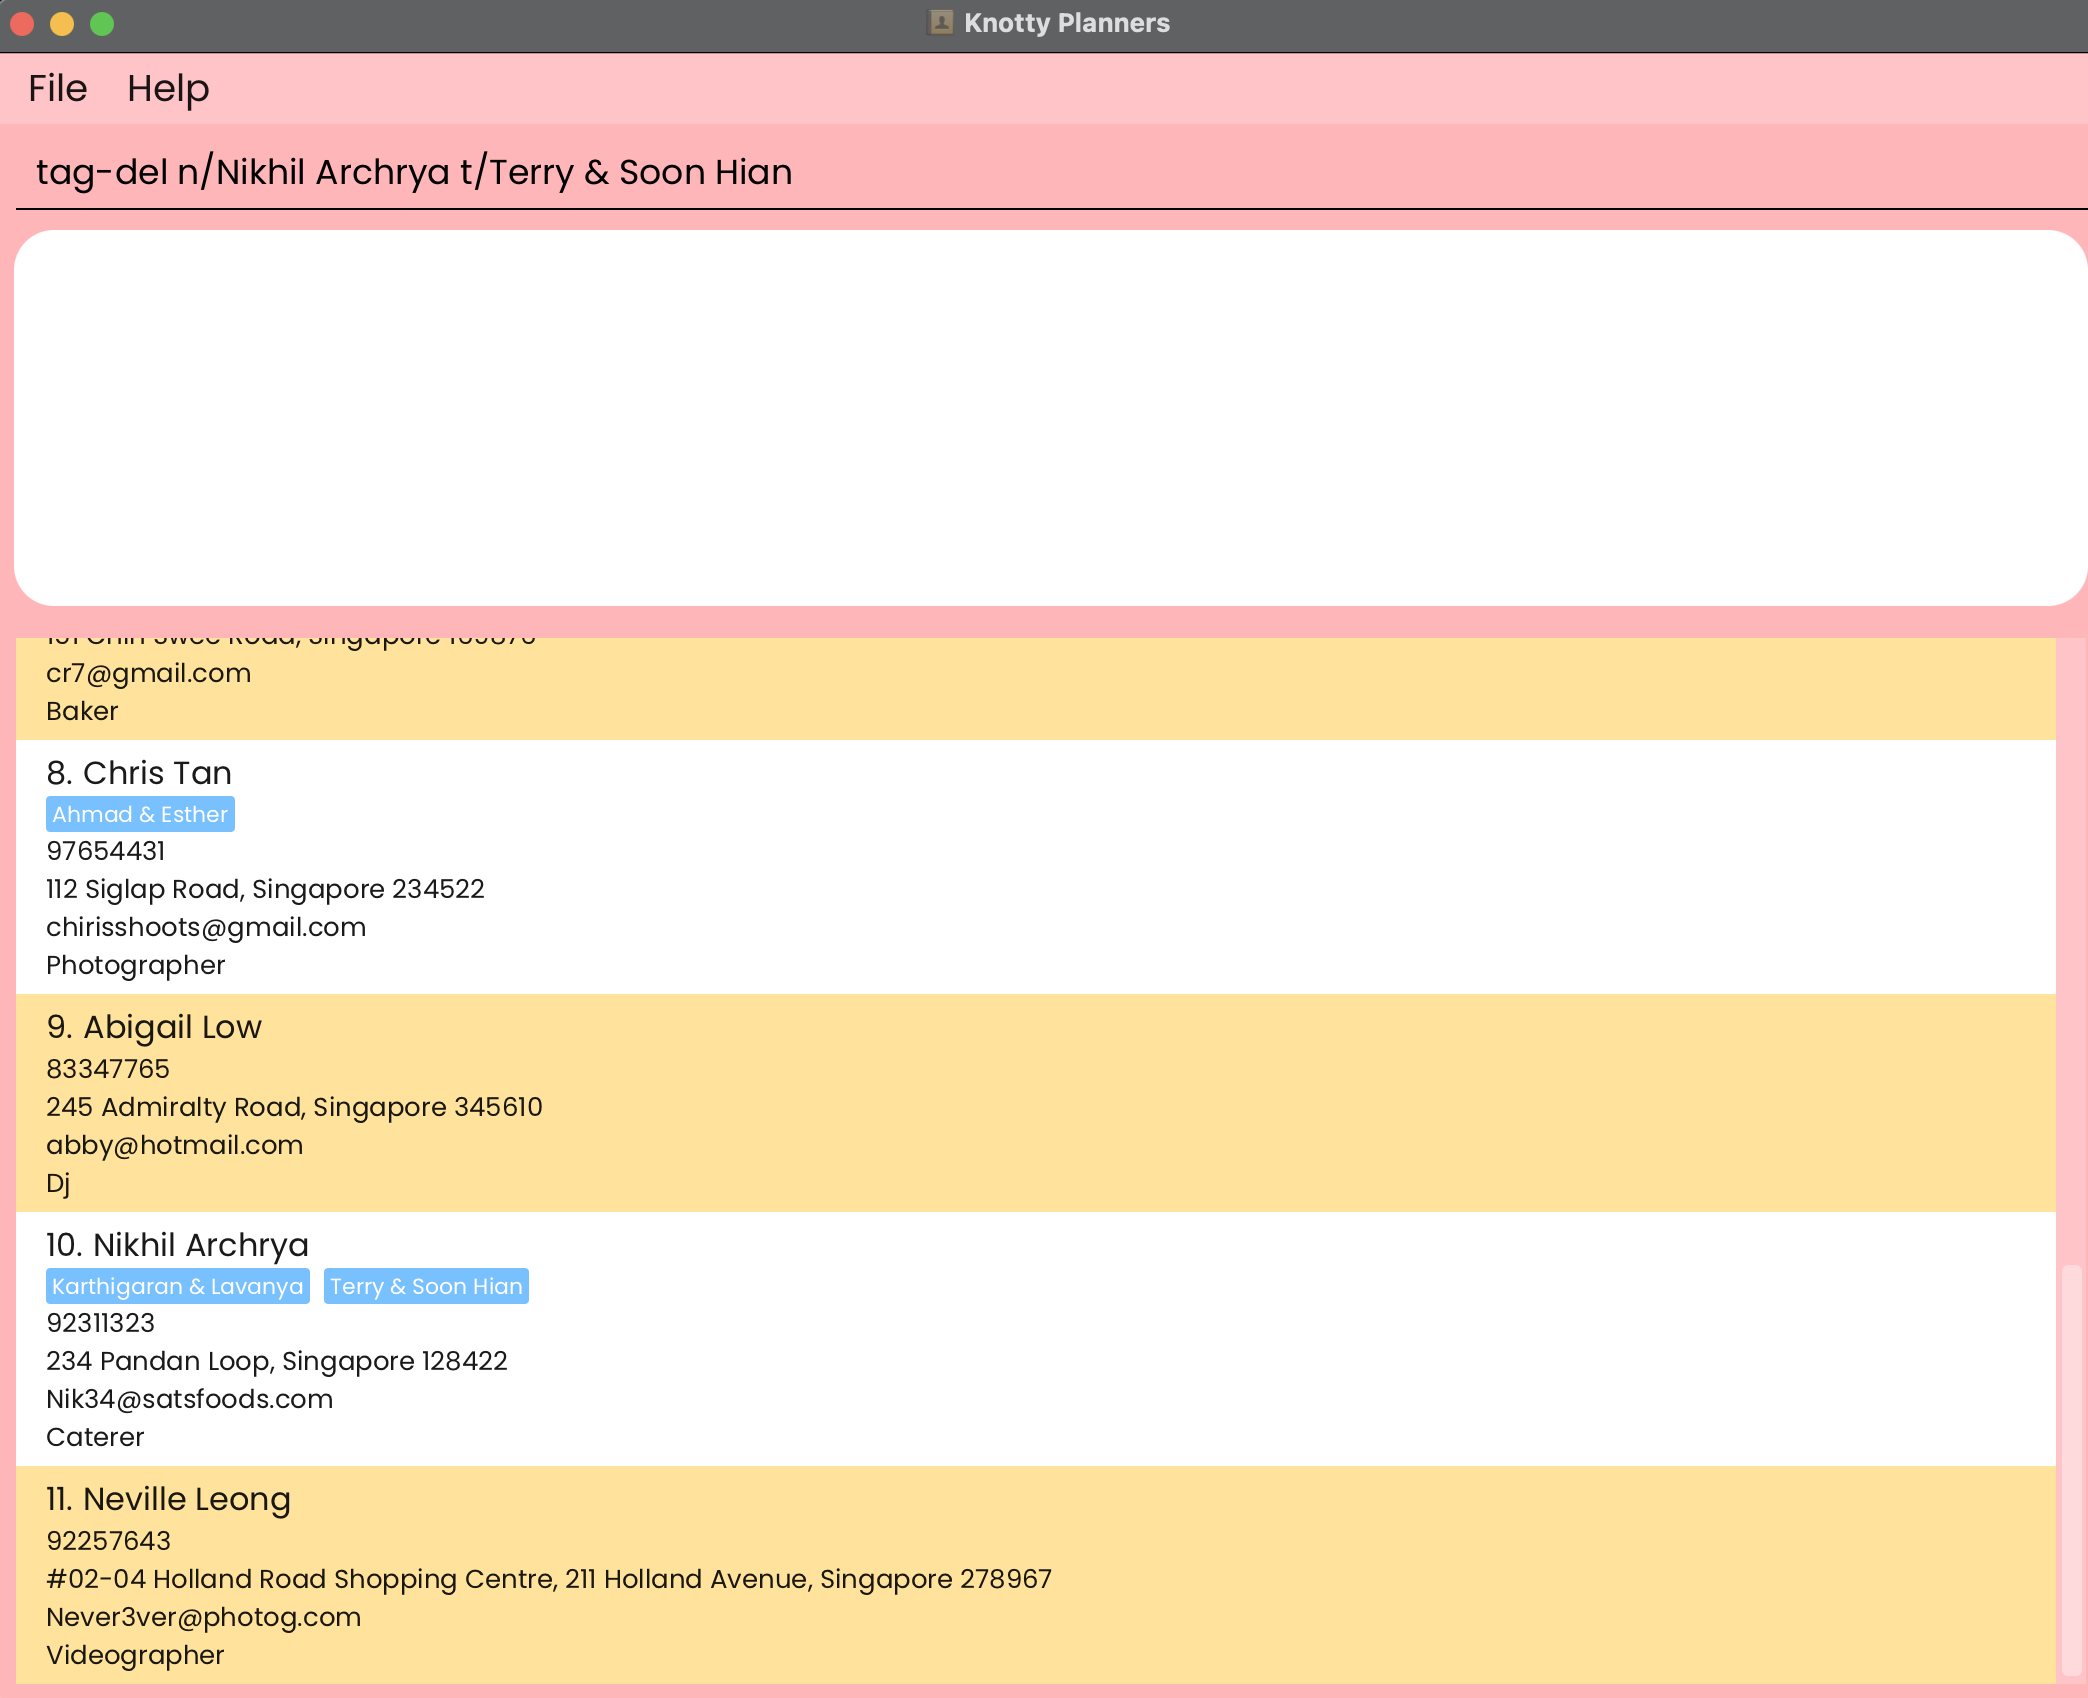 Knotty Planners
File Help
tag-del n/Nikhil Archrya t/Terry & Soon Hian
cr7@gmail.com
Baker
8. Chris Tan
Ahmad & Esther
97654431
112 Siglap Road, Singapore 234522
chirisshoots@gmail.com
Photographer
9. Abigail Low
83347765
245 Admiralty Road, Singapore 345610
abby@hotmail.com
Dj
10. Nikhil Archrya
Karthigaran & Lavanya Terry & Soon Hian
92311323
234 Pandan Loop, Singapore 128422
Nik34@satsfoods.com
Caterer
11. Neville Leong
92257643
#02-04 Holland Road Shopping Centre, 211 Holland Avenue, Singapore 278967
Never3ver@photog.com
Videographer